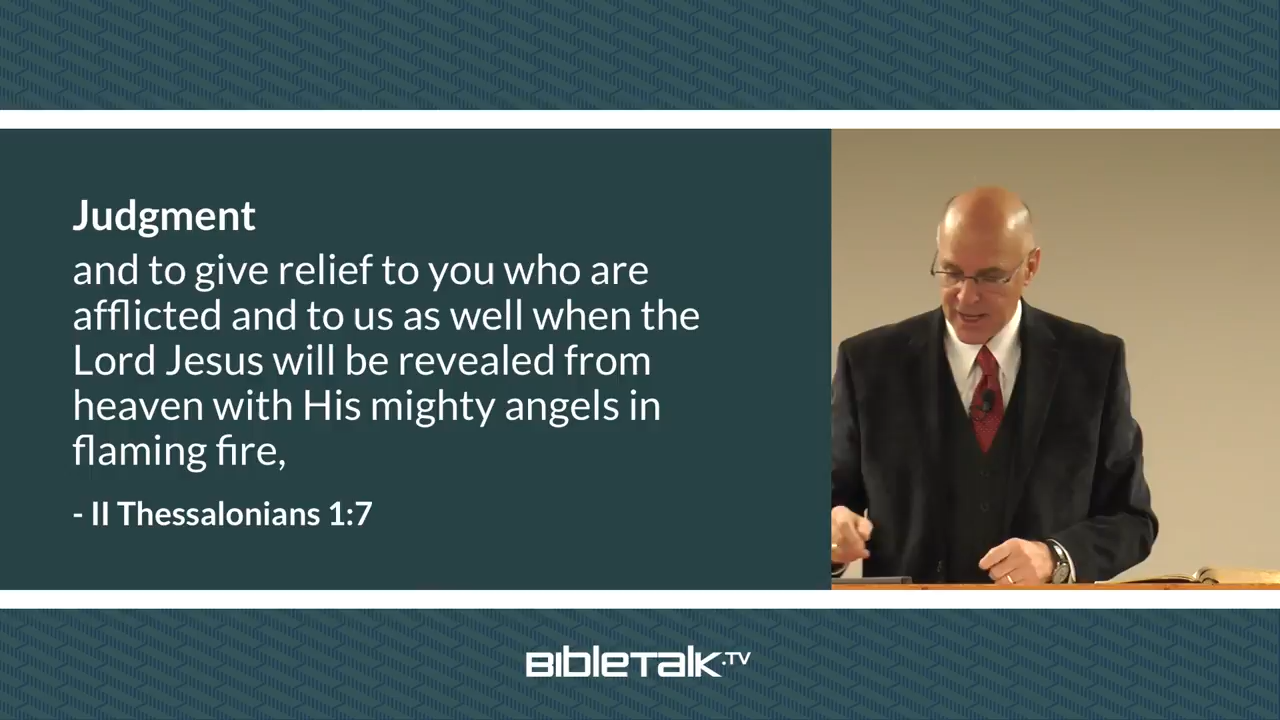 Judgment
and to give relief to you who are
afflicted and to us as well when the
Lord Jesus will be revealed from
heaven with His mighty angels in
flaming fire,
- II Thessalonians 1:7
BibleTalk.TV